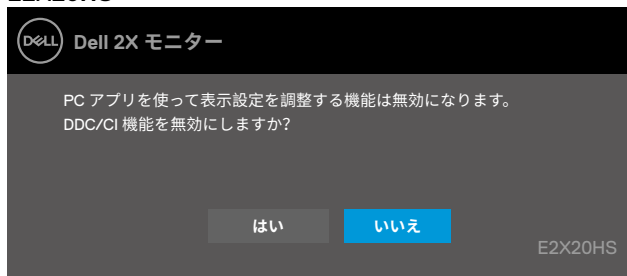 DELL
Dell 2X モニター
PC アプリを使って表示設定を調整する機能は無効になります。
DDC/CI 機能を無効にしますか?
はい
いいえ
E2X20HS